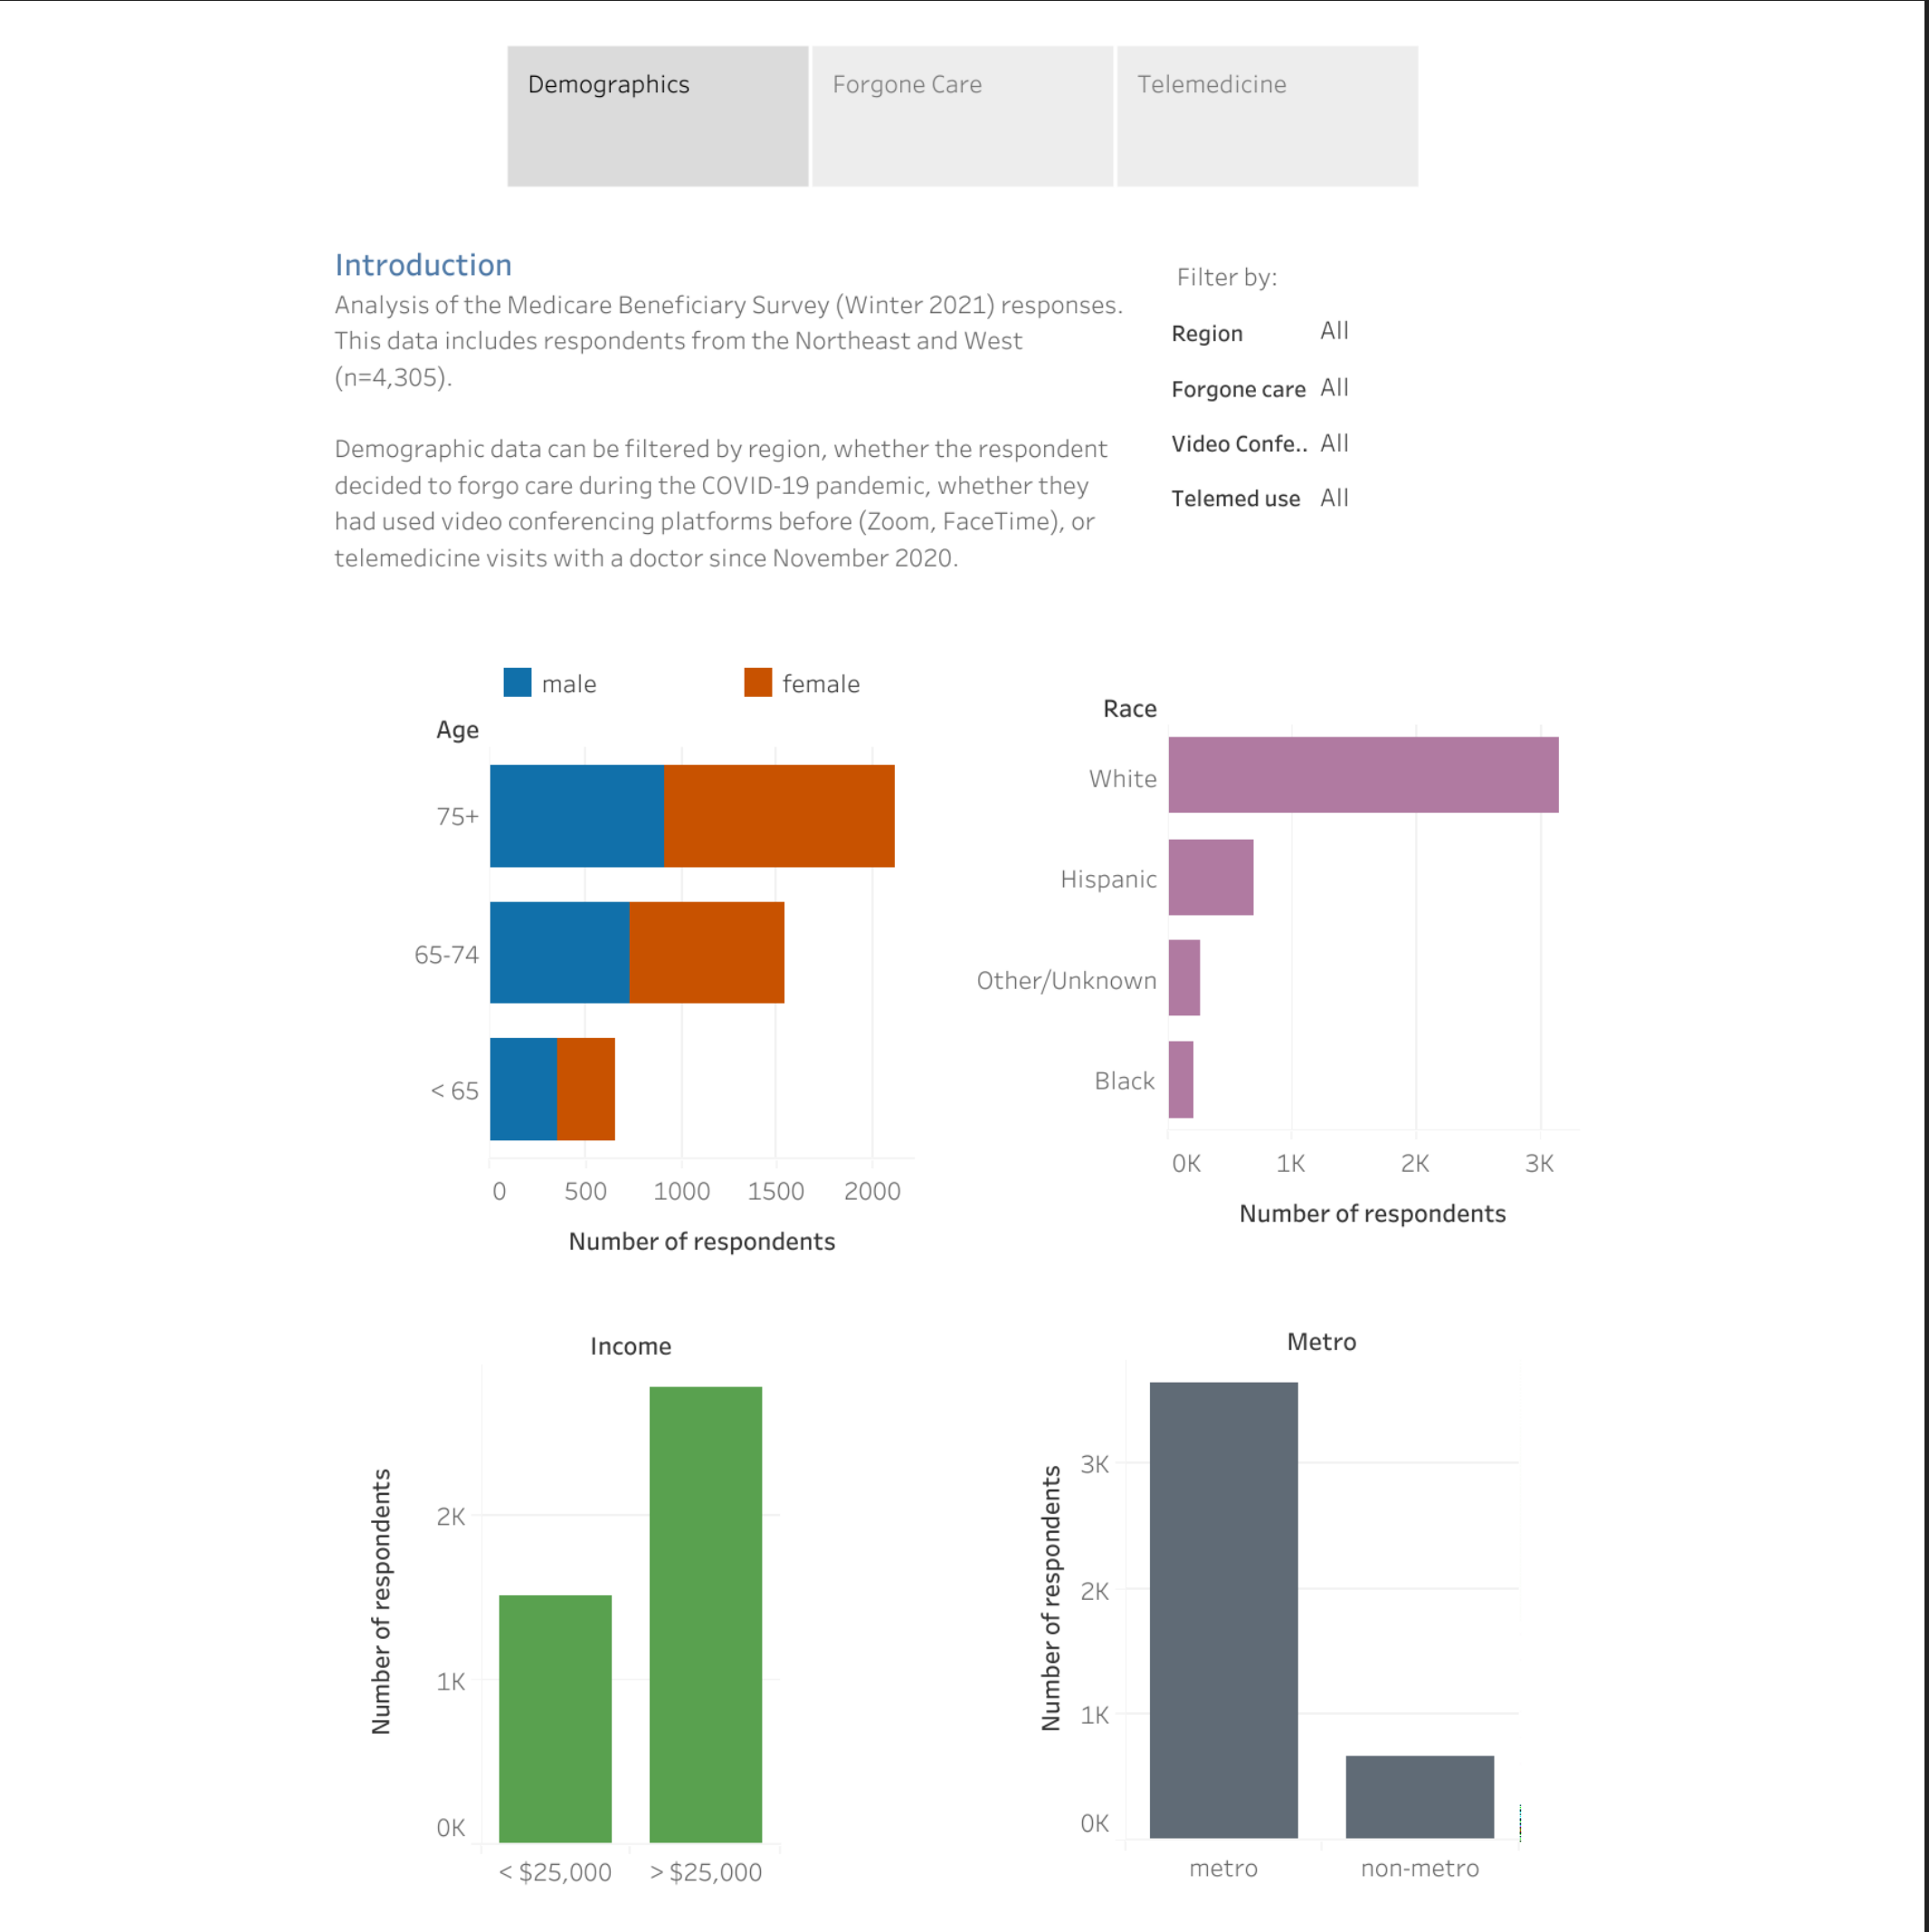 Demographics
Forgone Care
Telemedicine
Introduction
Analysis of the Medicare Beneficiary Survey (Winter 2021) responses.
This data includes respondents from the Northeast and West
(n=4,305).
Demographic data can be filtered by region, whether the respondent
decided to forgo care during the COVID-19 pandemic, whether they
had used video conferencing platforms before (Zoom, FaceTime), or
telemedicine visits with a doctor since November 2020.
Filter by:
Region All
Forgone care All
Video Confe.. All
Telemed use All
male female
Age
75+
65-74
< 65
0 500 1000 1500 2000
Number of respondents
Race
White
Hispanic
Other/Unknown
Black
0K 1K 2K 3K
Number of respondents
Income
Number of respondents
2K
1K
0K
< $25,000 > $25,000
Metro
Number of respondents
3K
2K
1K
0K
metro non-metro